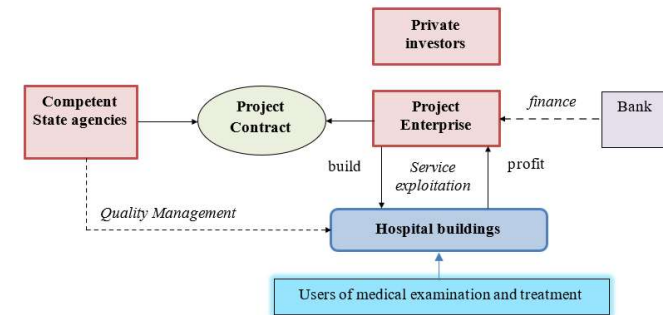 Private
investors
Competent
State agencies
Project
Contract
Project
Enterprise
finance
Bank
build
Service
exploitation
profit
Quality Management
Hospital buildings
Users of medical examination and treatment